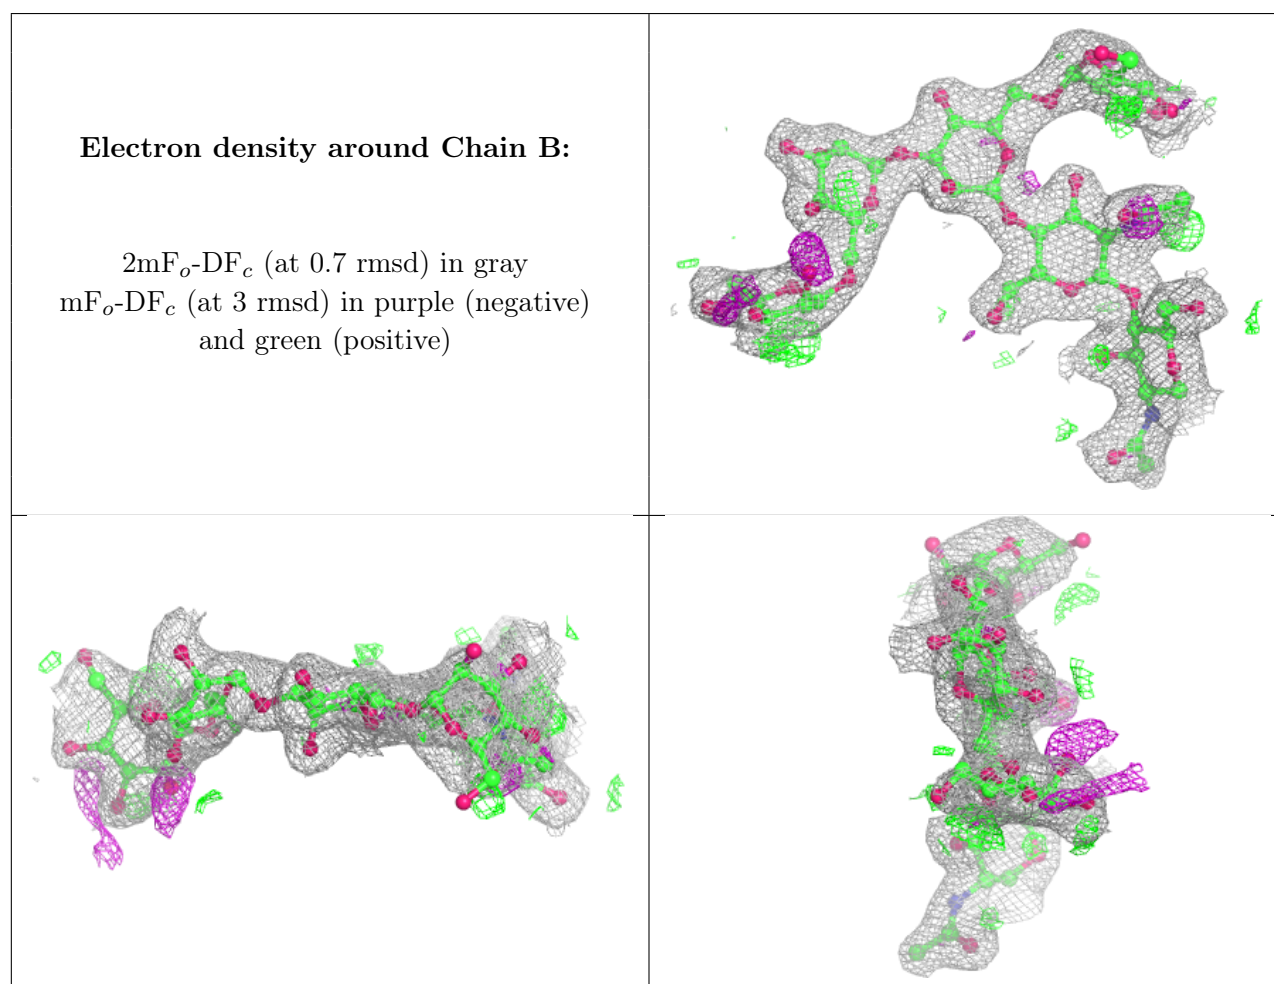 Electron density around Chain B:
2mFₒ-DF𝒸 (at 0.7 rmsd) in gray
mFₒ-DF𝒸 (at 3 rmsd) in purple (negative)
and green (positive)